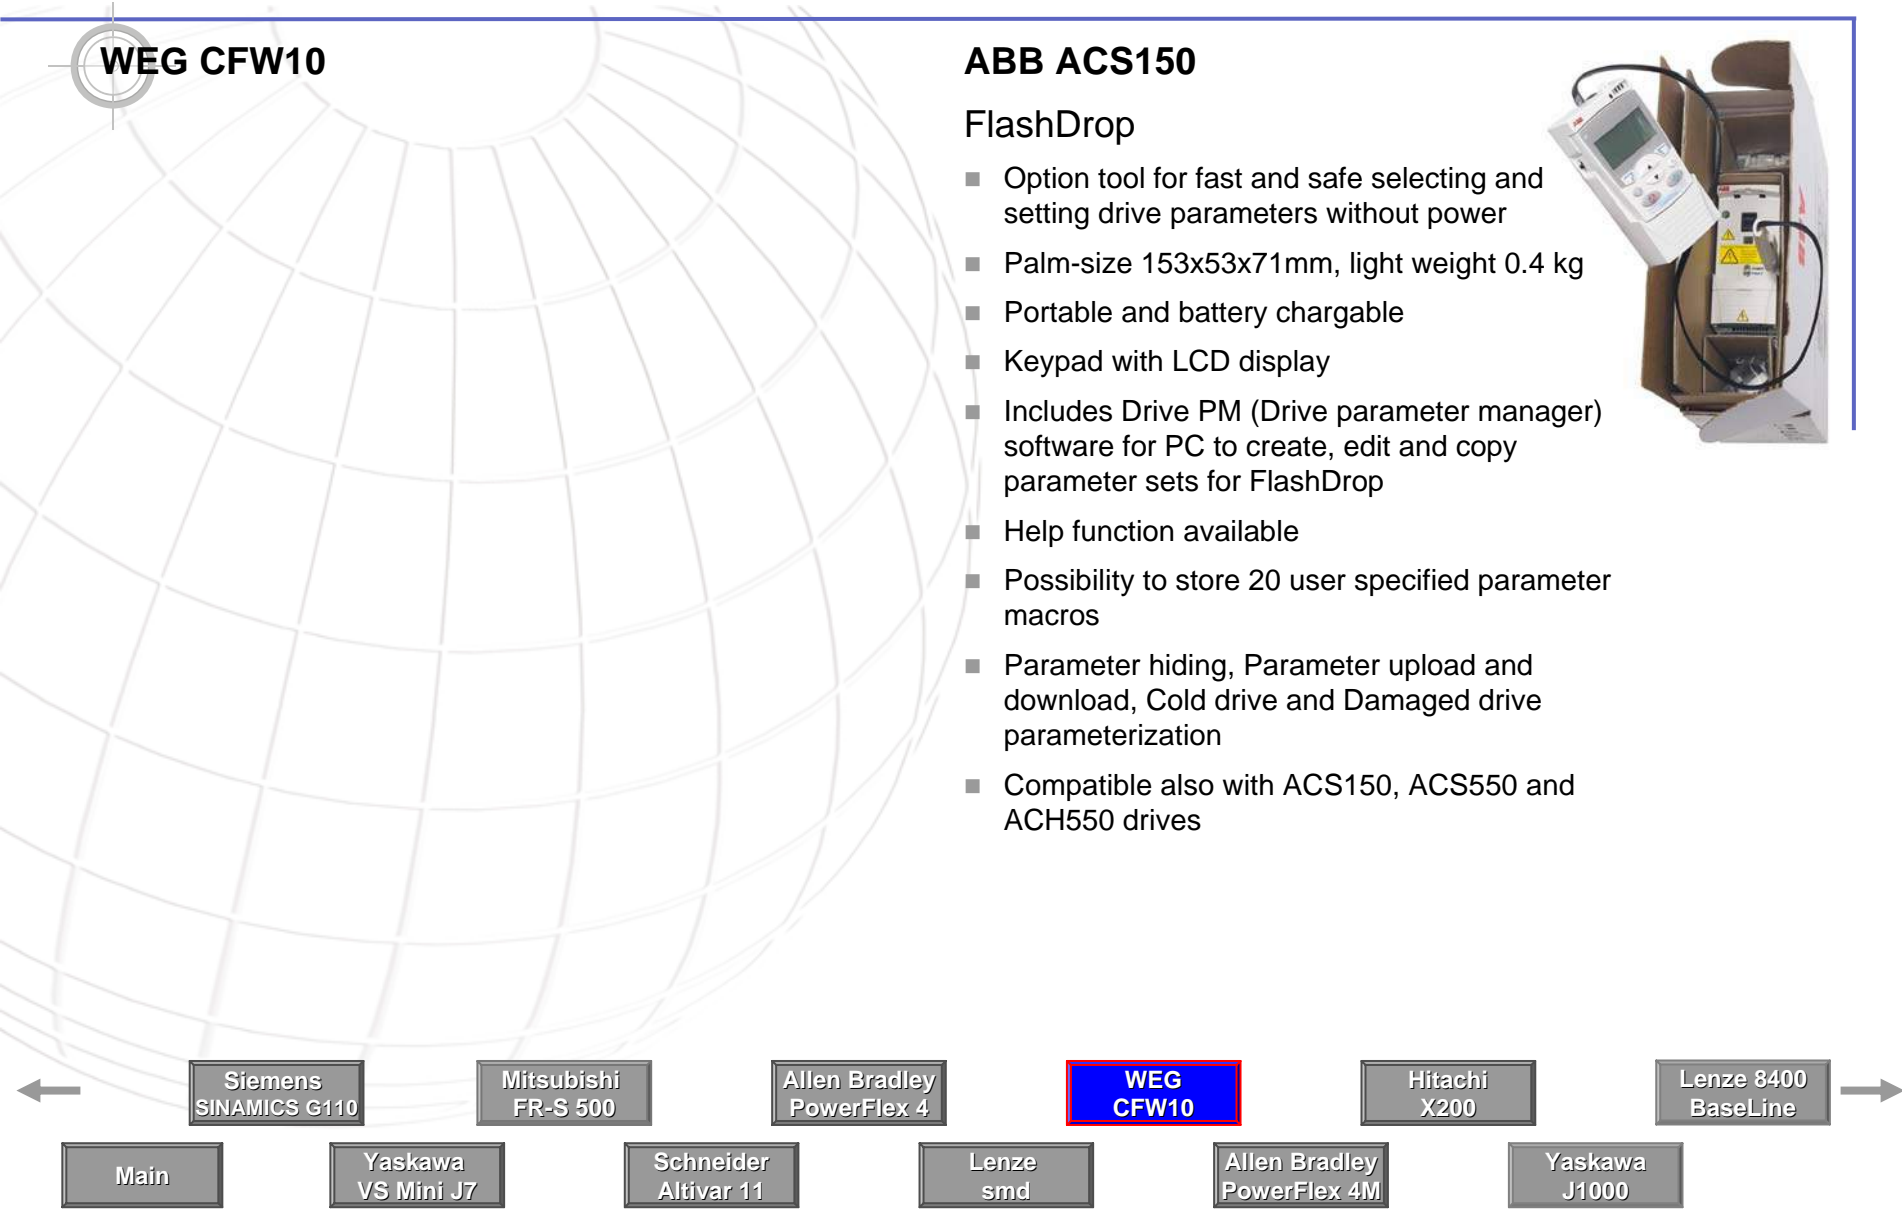 WEG CFW10
ABB ACS150
FlashDrop
Option tool for fast and safe selecting and
setting drive parameters without power
Palm-size 153x53x71mm, light weight 0.4 kg
Portable and battery chargable
Keypad with LCD display
Includes Drive PM (Drive parameter manager)
software for PC to create, edit and copy
parameter sets for FlashDrop
Help function available
Possibility to store 20 user specified parameter
macros
Parameter hiding, Parameter upload and
download, Cold drive and Damaged drive
parameterization
Compatible also with ACS150, ACS550 and
ACH550 drives
Siemens
SINAMICS G110
Mitsubishi
FR-S 500
Allen Bradley
PowerFlex 4
WEG
CFW10
Hitachi
X200
Lenze 8400
BaseLine
Main
Yaskawa
VS Mini J7
Schneider
Altivar 11
Lenze
smd
Allen Bradley
PowerFlex 4M
Yaskawa
J1000